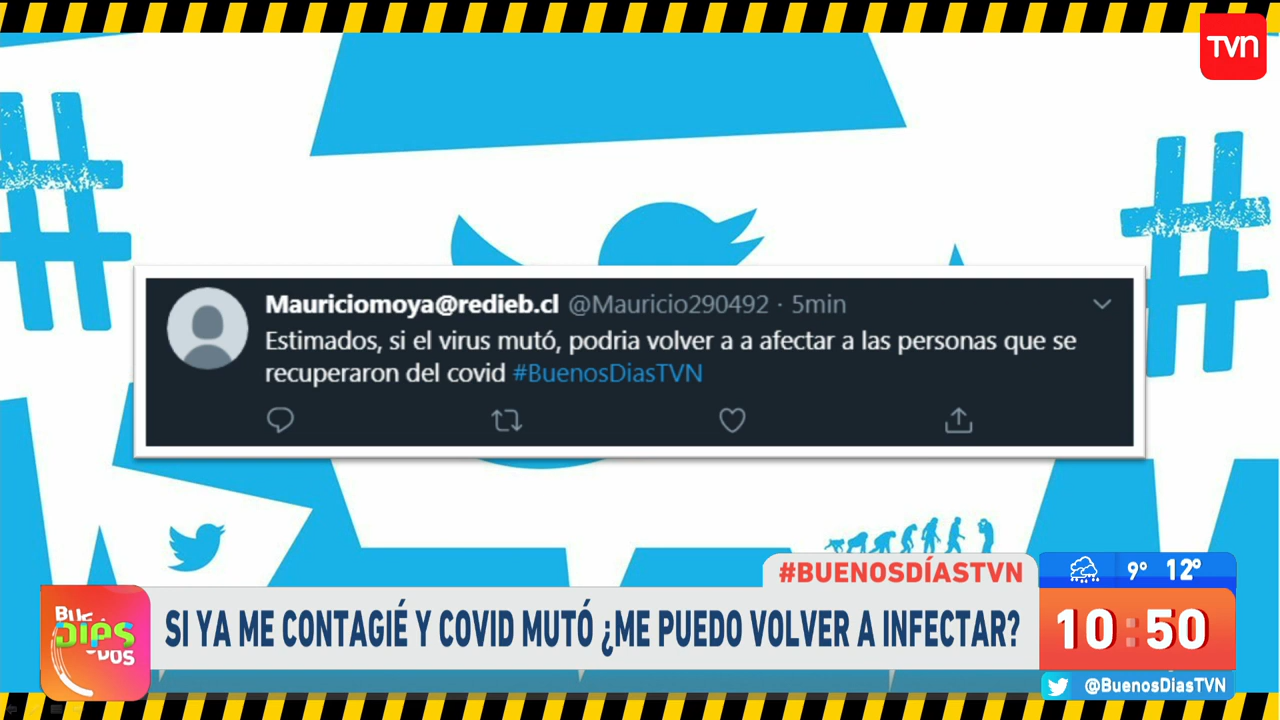 TVN
Mauriciomoya@redieb.cl @Mauricio290492 · 5min
Estimados, si el virus mutó, podria volver a a afectar a las personas que se
recuperaron del covid #BuenosDiasTVN
#BUENOSDÍASTVN
9° 12°
SI YA ME CONTAGIÉ Y COVID MUTÓ ¿ME PUEDO VOLVER A INFECTAR?
10:50
@BuenosDiasTVN